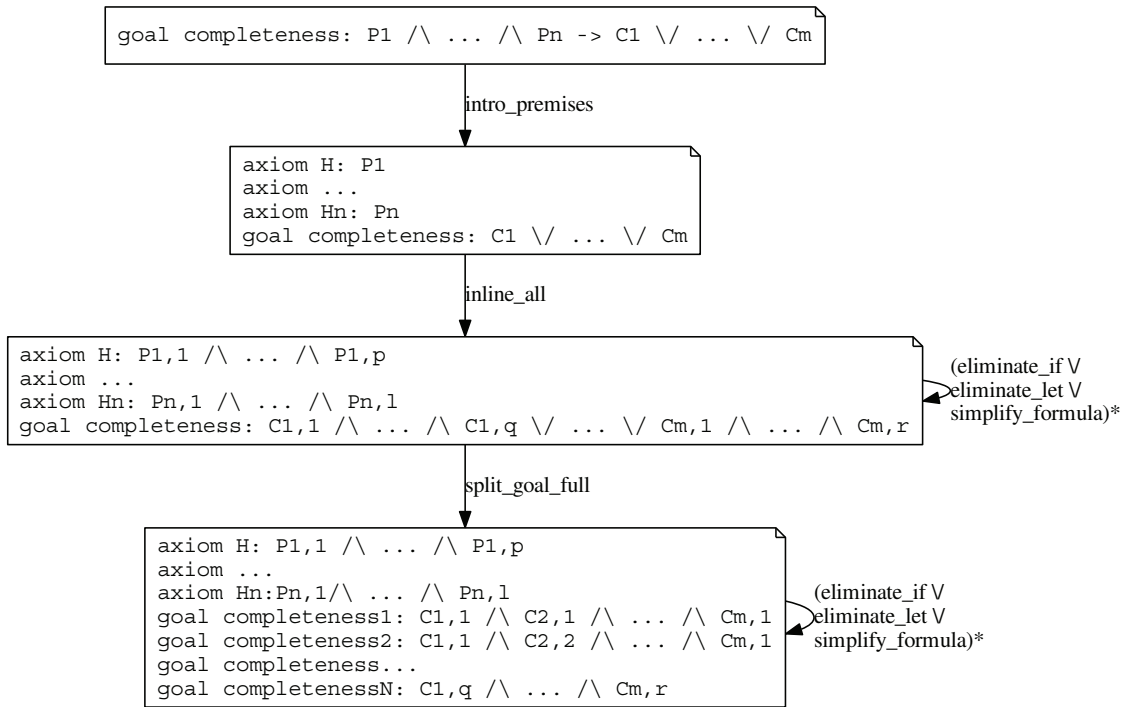 goal completeness: P1 /\ ... /\ Pn -> C1 \/ ... \/ Cm
intro_premises
axiom H: P1
axiom ...
axiom Hn: Pn
goal completeness: C1 \/ ... \/ Cm
inline_all
axiom H: P1,1 /\ ... /\ P1,p
axiom ...
axiom Hn: Pn,1 /\ ... /\ Pn,l
goal completeness: C1,1 /\ ... /\ C1,q \/ ... \/ Cm,1 /\ ... /\ Cm,r
(eliminate_if \/
eliminate_let \/
simplify_formula)*
split_goal_full
axiom H: P1,1 /\ ... /\ P1,p
axiom ...
axiom Hn:Pn,1/\ ... /\ Pn,l
goal completeness1: C1,1 /\ C2,1 /\ ... /\ Cm,1
goal completeness2: C1,1 /\ C2,2 /\ ... /\ Cm,1
goal completeness...
goal completenessN: C1,q /\ ... /\ Cm,r
(eliminate_if \/
eliminate_let \/
simplify_formula)*